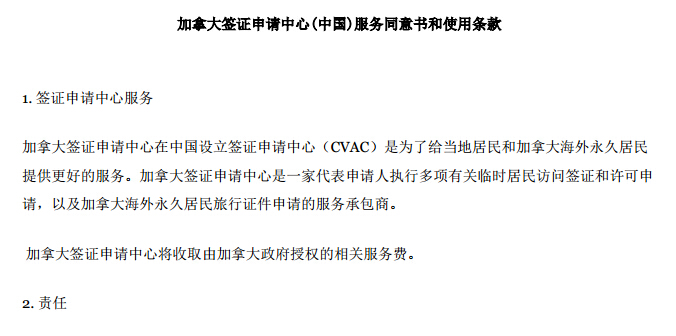 加拿大签证申请中心(中国)服务同意书和使用条款
1. 签证申请中心服务
加拿大签证申请中心在中国设立签证申请中心（CVAC）是为了给当地居民和加拿大海外永久居民
提供更好的服务。加拿大签证申请中心是一家代表申请人执行多项有关临时居民访问签证和许可申
请，以及加拿大海外永久居民旅行证件申请的服务承包商。
加拿大签证申请中心将收取由加拿大政府授权的相关服务费。
2. 责任